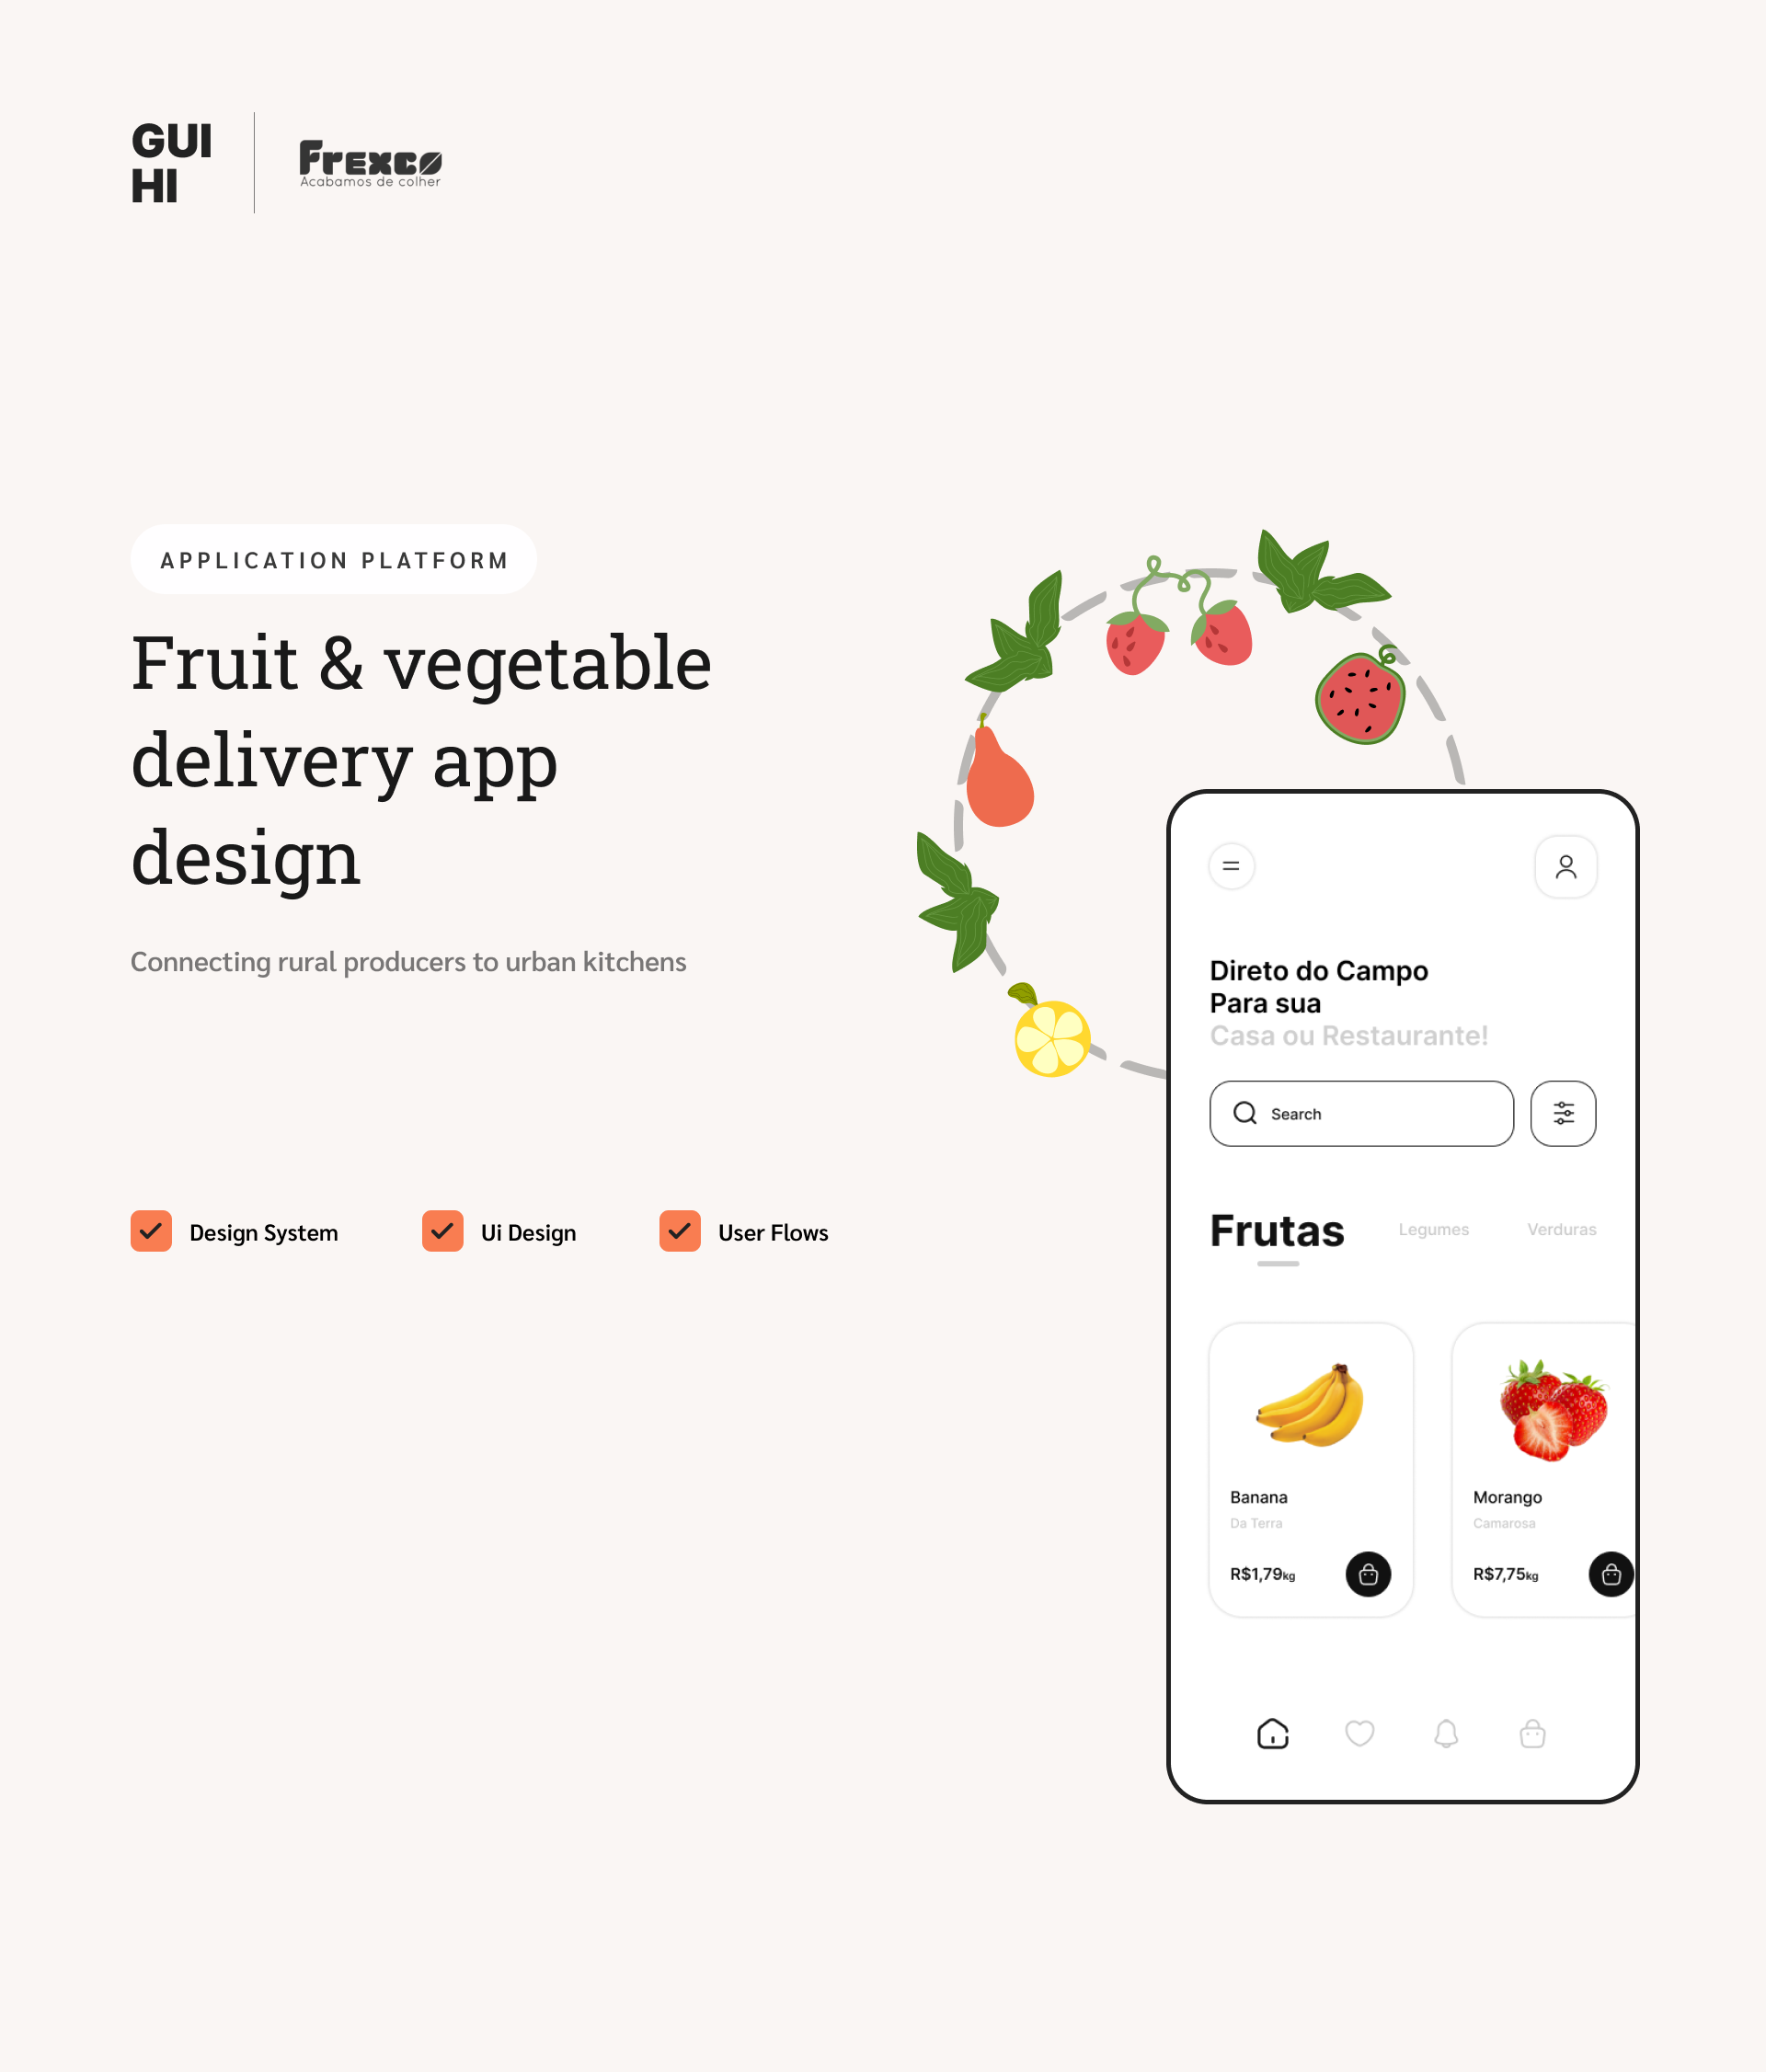 GUI
HI
Frexco
Acabamos de colher
APPLICATION PLATFORM
Fruit & vegetable
delivery app
design
Connecting rural producers to urban kitchens
Design System
Ui Design
User Flows
Direto do Campo
Para sua
Casa ou Restaurante!
Search
Frutas
Legumes
Verduras
Banana
Da Terra
R$1,79kg
Morango
Camarosa
R$7,75kg